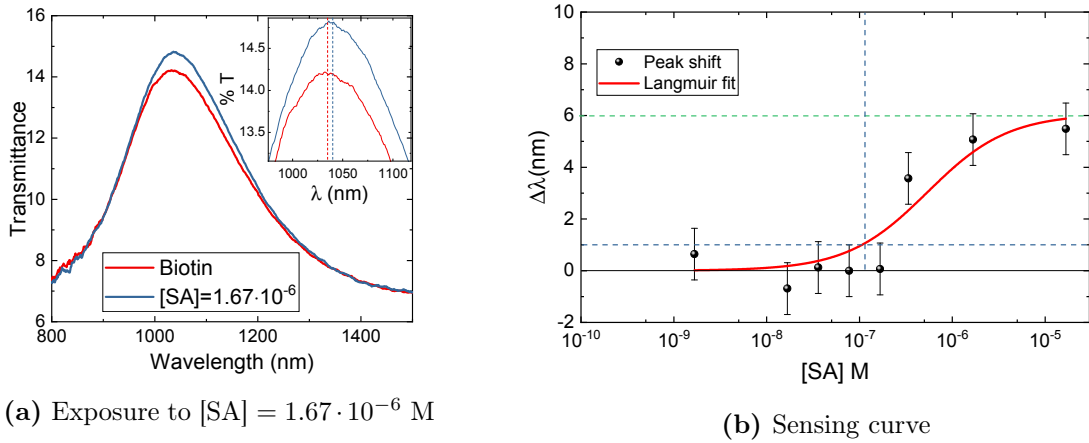 16
14
12
10
8
6
800
1000
1200
1400
Transmittance
Wavelength (nm)
Biotin
[SA]=1.67·10⁻⁶
14.5
14.0
13.5
% T
1000
1050
1100
λ (nm)
(a) Exposure to [SA] = 1.67 · 10⁻⁶ M
10
8
6
4
2
0
-2
Δλ(nm)
Peak shift
Langmuir fit
10⁻¹⁰
10⁻⁹
10⁻⁸
10⁻⁷
10⁻⁶
10⁻⁵
[SA] M
(b) Sensing curve